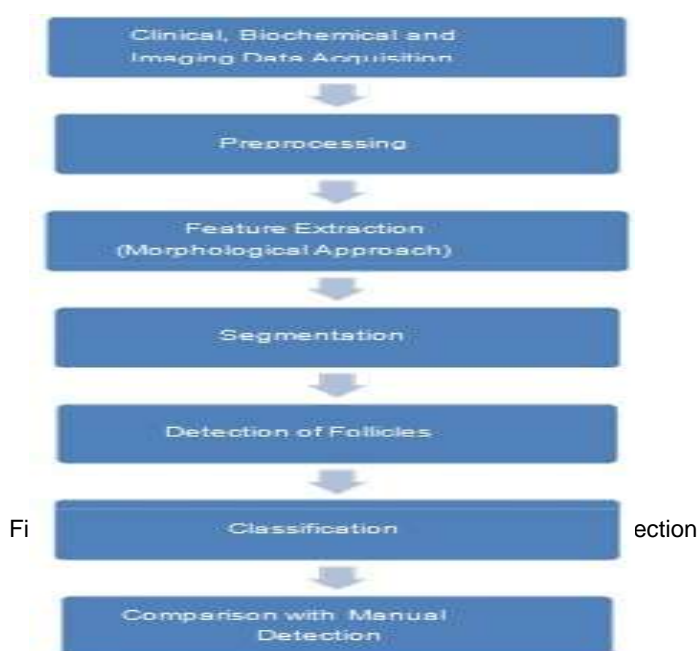 Clinical, Biochemical and
Imaging Data Acquisition
Preprocessing
Feature Extraction
(Morphological Approach)
Segmentation
Detection of Follicles
Fi
Classification
ection
Comparison with Manual
Detection